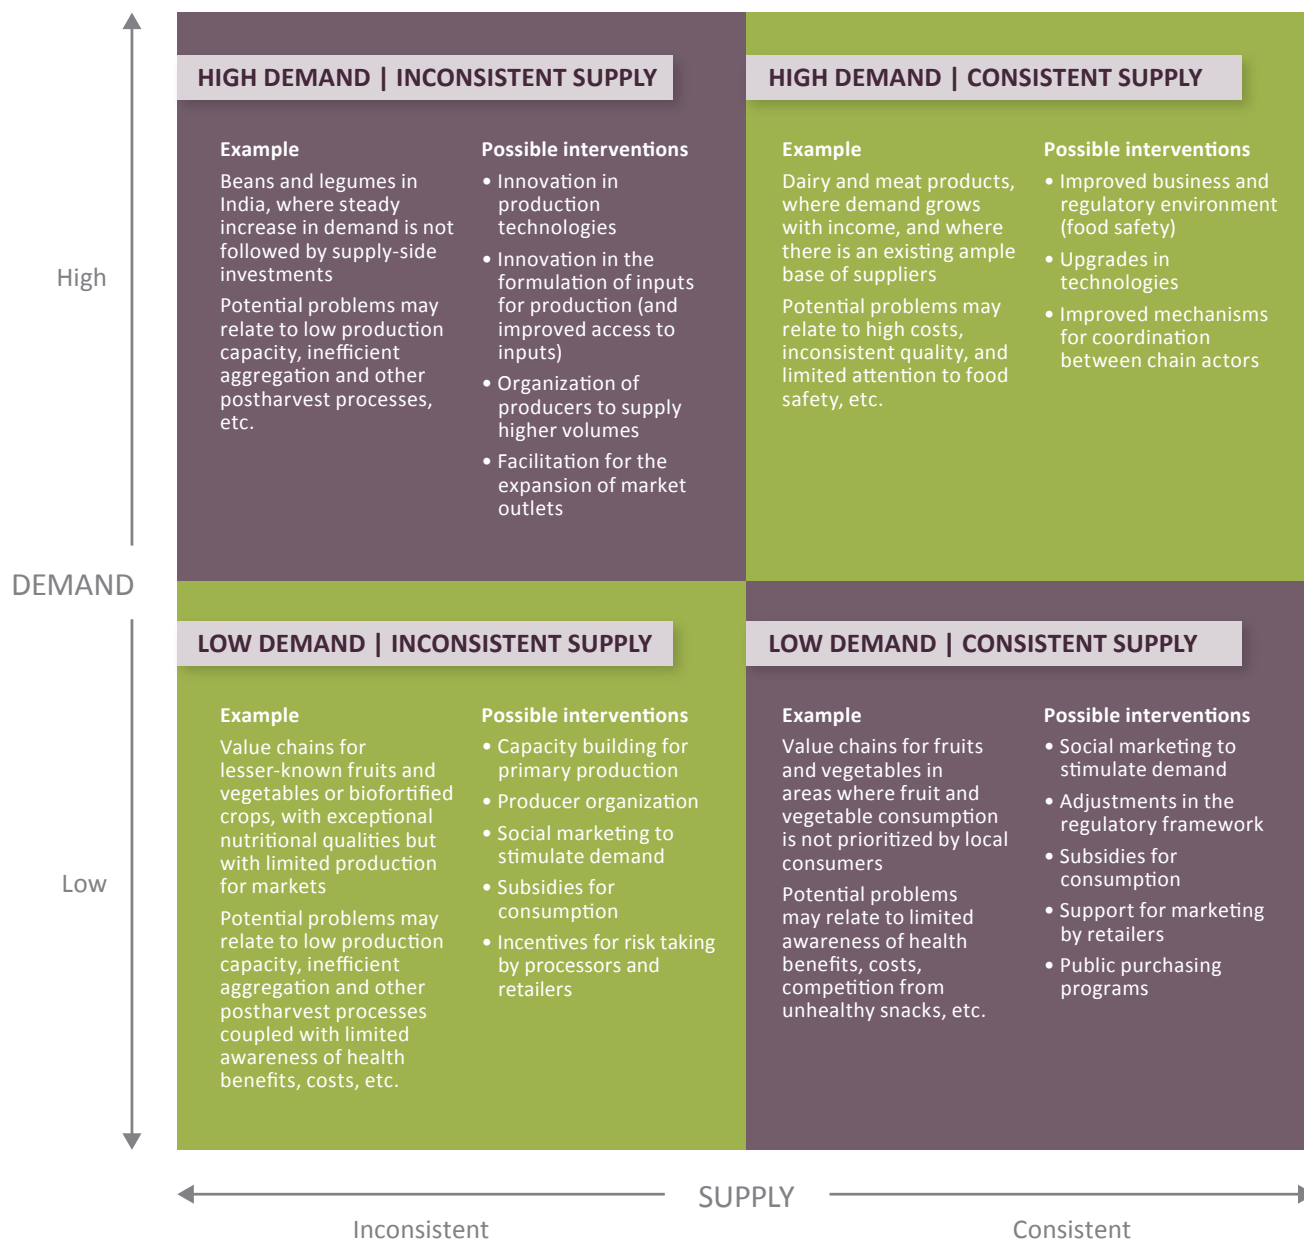 HIGH DEMAND | INCONSISTENT SUPPLY
Example
Beans and legumes in
India, where steady
increase in demand is not
followed by supply-side
investments
Potential problems may
relate to low production
capacity, inefficient
aggregation and other
postharvest processes,
etc.
Possible interventions
• Innovation in
production
technologies
• Innovation in the
formulation of inputs
for production (and
improved access to
inputs)
• Organization of
producers to supply
higher volumes
• Facilitation for the
expansion of market
outlets
HIGH DEMAND | CONSISTENT SUPPLY
Example
Dairy and meat products,
where demand grows
with income, and where
there is an existing ample
base of suppliers
Potential problems may
relate to high costs,
inconsistent quality, and
limited attention to food
safety, etc.
Possible interventions
• Improved business and
regulatory environment
(food safety)
• Upgrades in
technologies
• Improved mechanisms
for coordination
between chain actors
High
DEMAND
Low
LOW DEMAND | INCONSISTENT SUPPLY
Example
Value chains for
lesser-known fruits and
vegetables or biofortified
crops, with exceptional
nutritional qualities but
with limited production
for markets
Potential problems may
relate to low production
capacity, inefficient
aggregation and other
postharvest processes
coupled with limited
awareness of health
benefits, costs, etc.
Possible interventions
• Capacity building for
primary production
• Producer organization
• Social marketing to
stimulate demand
• Subsidies for
consumption
• Incentives for risk taking
by processors and
retailers
LOW DEMAND | CONSISTENT SUPPLY
Example
Value chains for fruits
and vegetables in
areas where fruit and
vegetable consumption
is not prioritized by local
consumers
Potential problems
may relate to limited
awareness of health
benefits, costs,
competition from
unhealthy snacks, etc.
Possible interventions
• Social marketing to
stimulate demand
• Adjustments in the
regulatory framework
• Subsidies for
consumption
• Support for marketing
by retailers
• Public purchasing
programs
SUPPLY
Inconsistent
Consistent